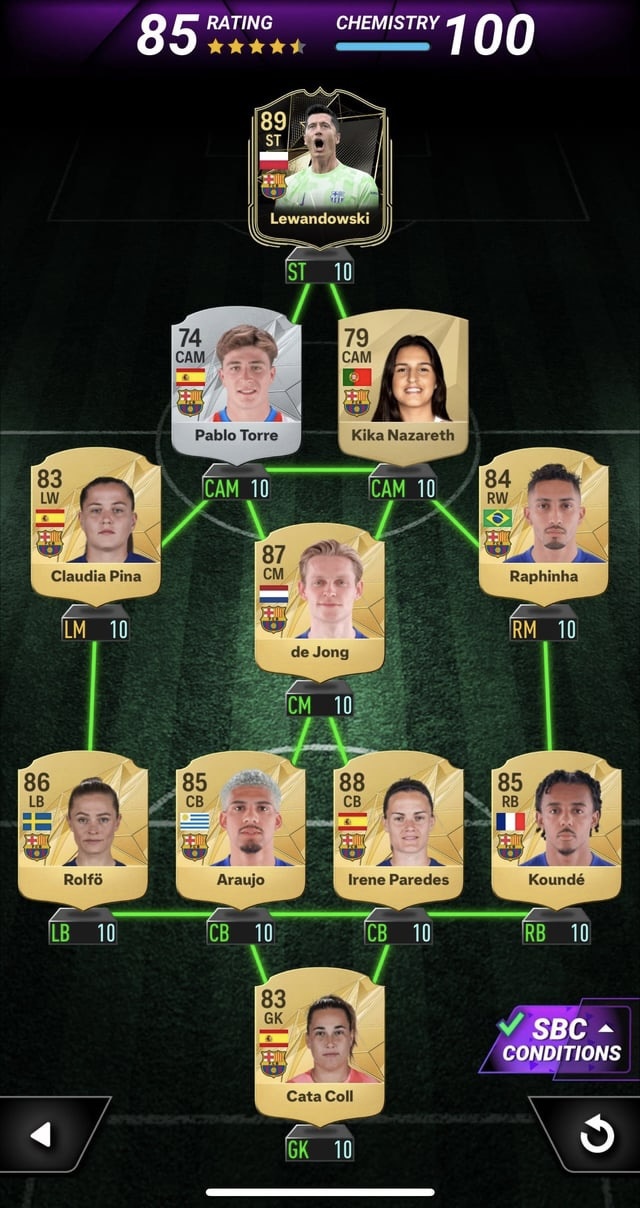 85 RATING CHEMISTRY 100
89
ST
Lewandowski
ST 10
74
CAM
Pablo Torre
79
CAM
Kika Nazareth
CAM 10
CAM 10
83
LW
Claudia Pina
84
RW
Raphinha
87
CM
de Jong
LM 10
RM 10
CM 10
86
LB
Rolfö
85
CB
Araujo
88
CB
Irene Paredes
85
RB
Koundé
LB 10
CB 10
CB 10
RB 10
83
GK
Cata Coll
SBC
CONDITIONS
GK 10